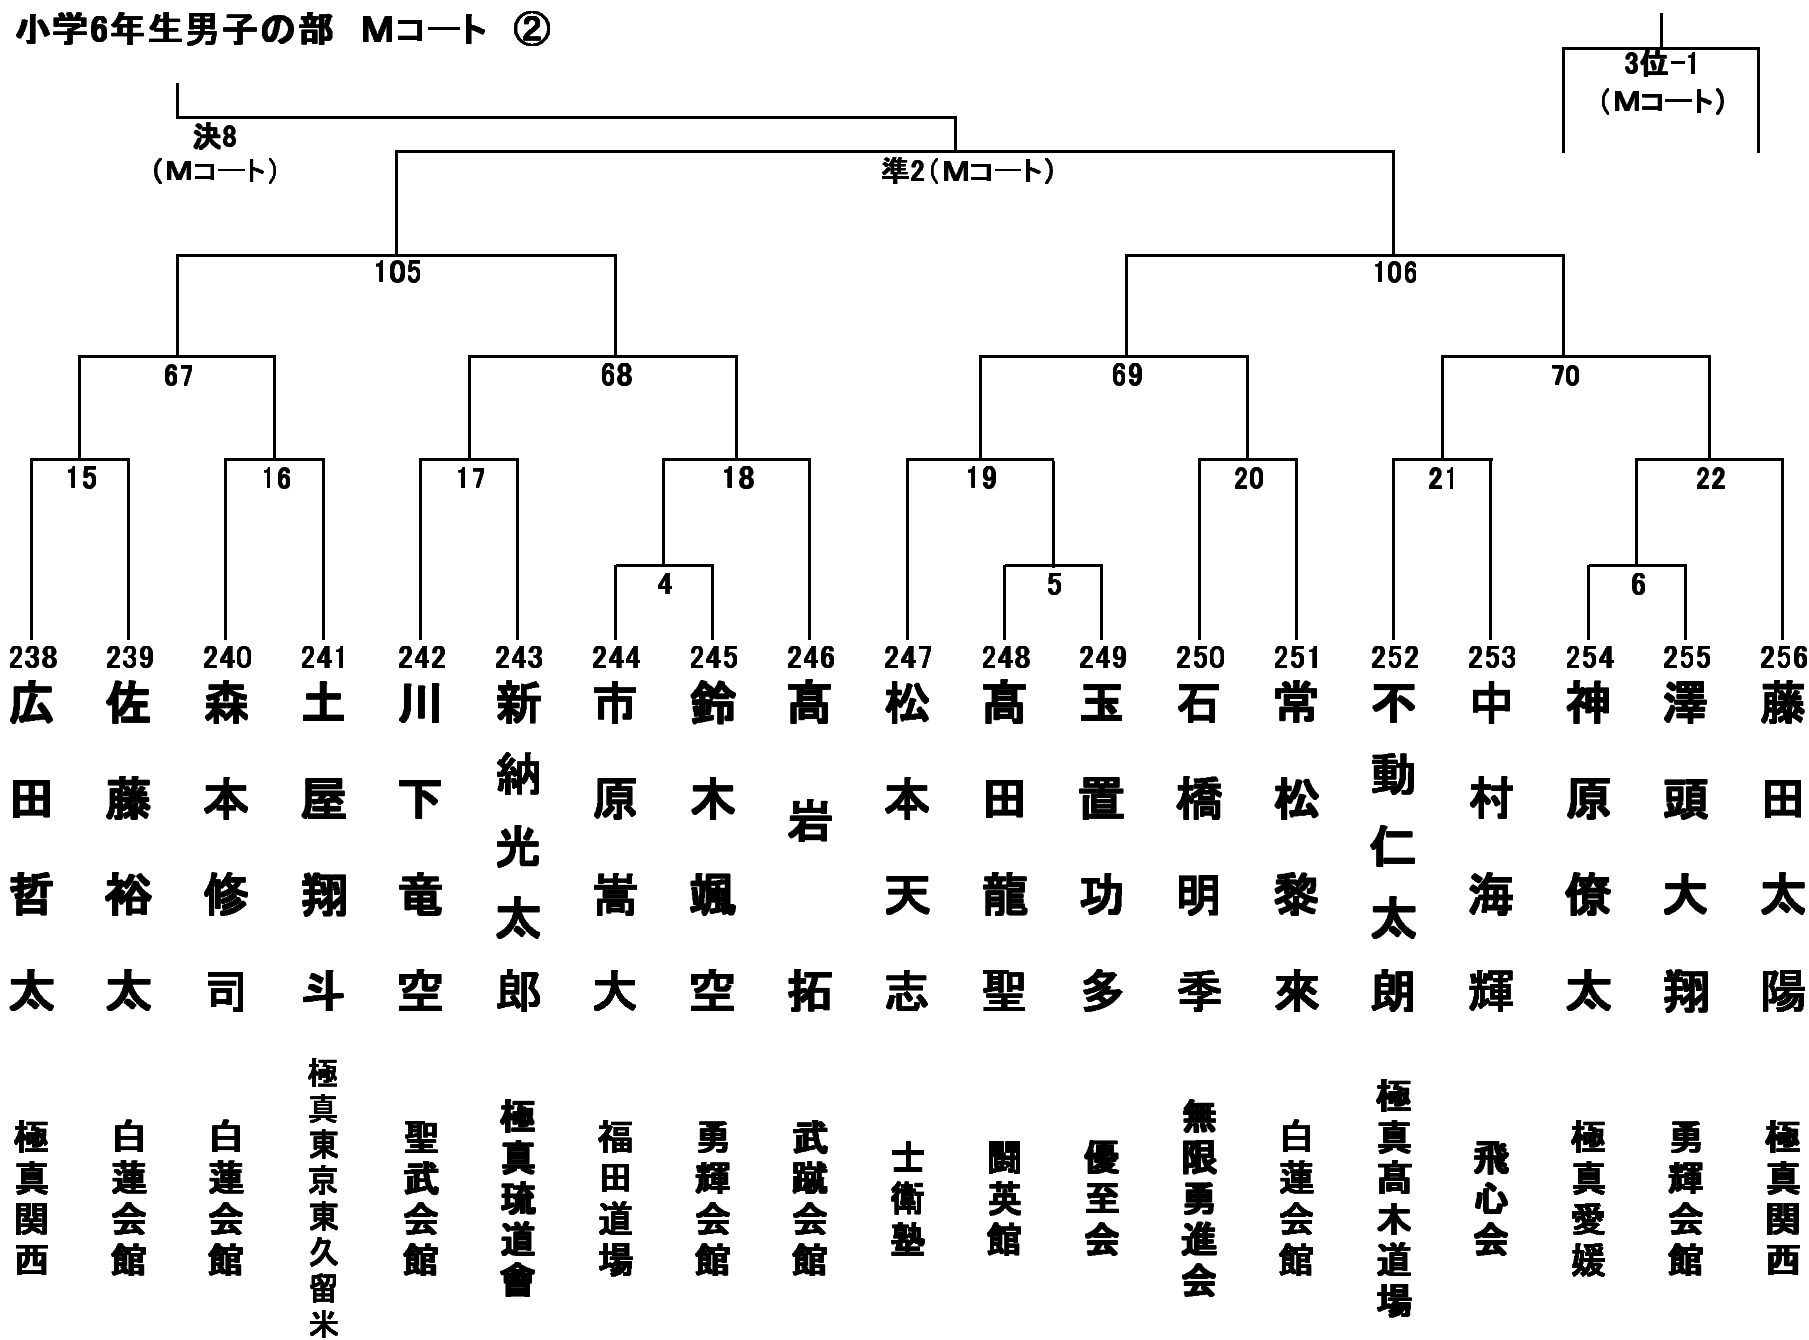 小学6年生男子の部　Mコート　②
3位-1
（Mコート）
決8
（Mコート）
準2（Mコート）
105
106
67
68
69
70
15
16
17
18
19
20
21
22
4
5
6
238
広田哲太
極真関西
239
佐藤裕太
白蓮会館
240
森本修司
白蓮会館
241
土屋翔斗
極真東京東久留米
242
川下竜空
聖武会館
243
新納光太郎
極真琉道會
244
市原嵩大
福田道場
245
鈴木颯空
勇輝会館
246
髙岩拓
武蹴会館
247
松本天志
士衛塾
248
髙田龍聖
闘英館
249
玉置功多
優至会
250
石橋明季
無限勇進会
251
常松黎來
白蓮会館
252
不動仁太朗
極真髙木道場
253
中村海輝
飛心会
254
神原僚太
極真愛媛
255
澤頭大翔
勇輝会館
256
藤田太陽
極真関西